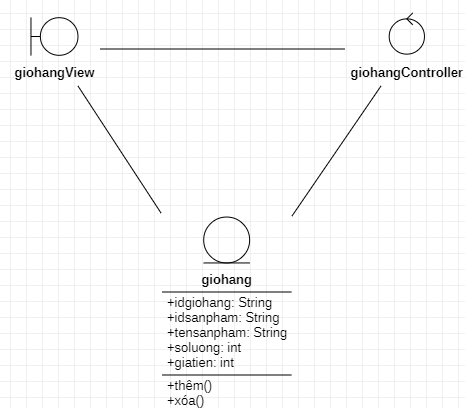 giohangView
giohangController
giohang
+idgiohang: String
+idsanpham: String
+tensanpham: String
+soluong: int
+giatien: int
+thêm()
+xóa()